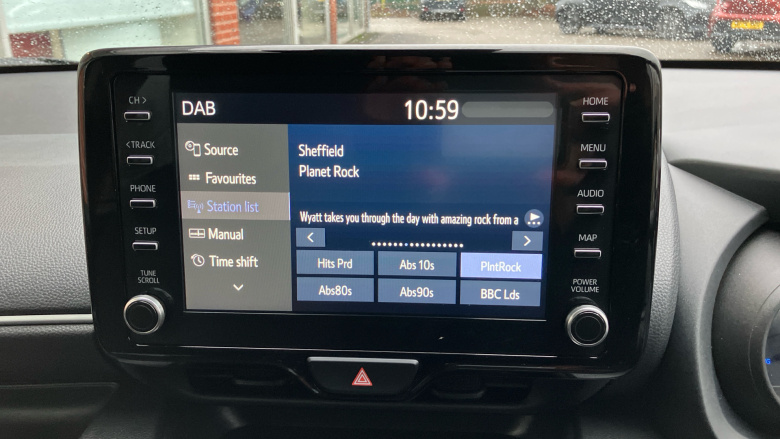 DAB
10:59
CH >
< TRACK
PHONE
SETUP
TUNE
SCROLL
Source
Favourites
Station list
Manual
Time shift
Sheffield
Planet Rock
Wyatt takes you through the day with amazing rock from a
<
>
Hits Prd
Abs 10s
PlntRock
Abs80s
Abs90s
BBC Lds
HOME
MENU
AUDIO
MAP
POWER
VOLUME